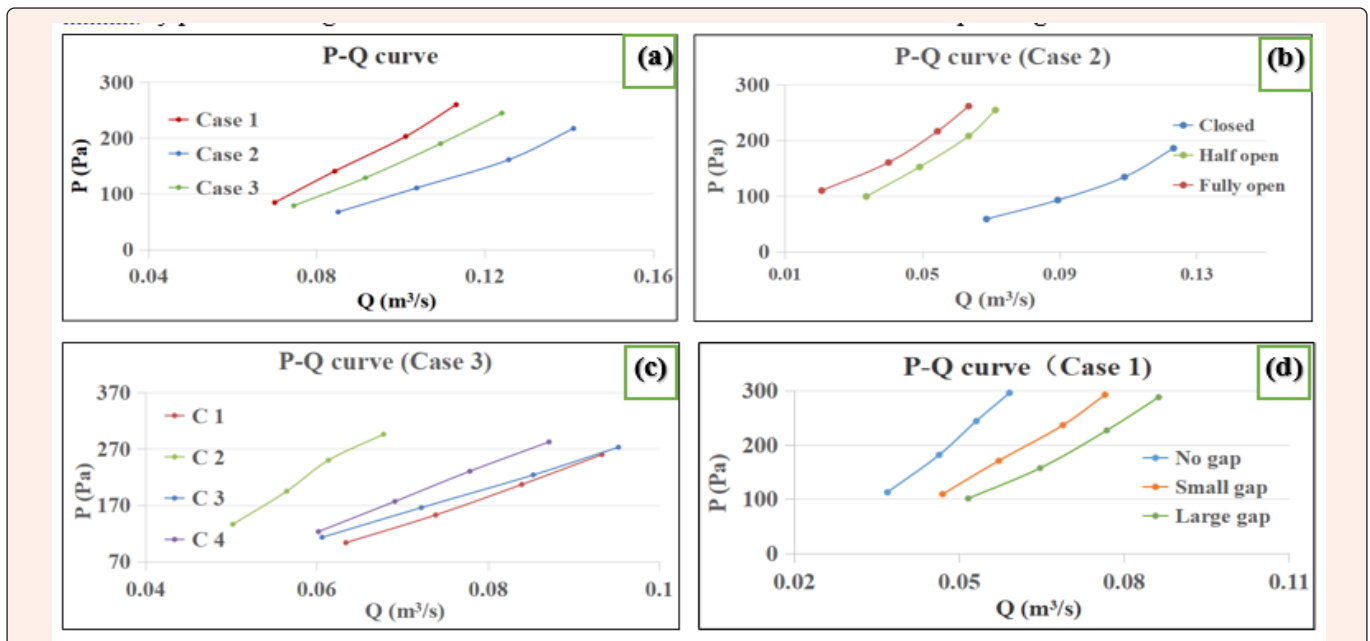 P-Q curve
(a)
300
200
100
0
P (Pa)
Case 1
Case 2
Case 3
0.04 0.08 0.12 0.16
Q (m³/s)
P-Q curve (Case 2)
(b)
300
200
100
0
P (Pa)
Closed
Half open
Fully open
0.01 0.05 0.09 0.13
Q (m³/s)
P-Q curve (Case 3)
(c)
370
270
170
70
P (Pa)
C 1
C 2
C 3
C 4
0.04 0.06 0.08 0.1
Q (m³/s)
P-Q curve（Case 1)
(d)
300
200
100
0
P (Pa)
No gap
Small gap
Large gap
0.02 0.05 0.08 0.11
Q (m³/s)